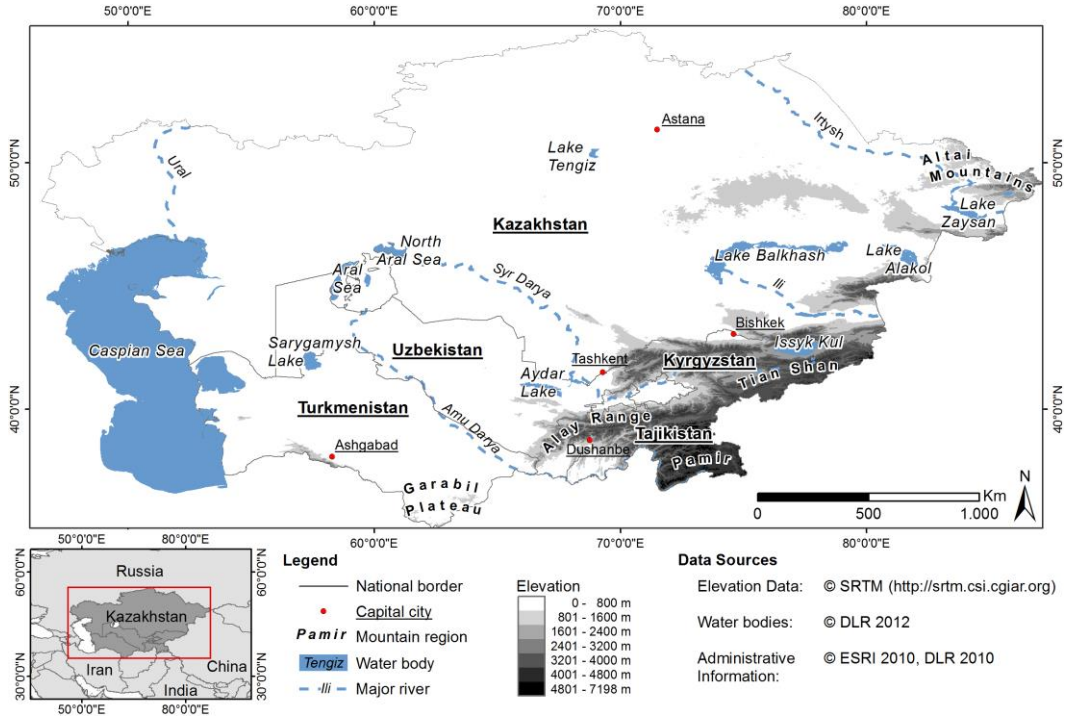 50°0'0"E 60°0'0"E 70°0'0"E 80°0'0"E
50°0'0"N
40°0'0"N
50°0'0"N
40°0'0"N
Astana
Irtysh
Ural
Lake
Tengiz
Altai
Mountains
Lake
Zaysan
Kazakhstan
North
Aral Sea
Aral
Sea
Syr Darya
Lake Balkhash
Lake
Alakol
Ili
Caspian Sea
Sarygamysh
Lake
Uzbekistan
Bishkek
Issyk Kul
Tashkent
Kyrgyzstan
Tian Shan
Aydar
Lake
Turkmenistan
Amu Darya
Alay Range
Tajikistan
Dushanbe
Pamir
Ashgabad
Garabil
Plateau
Km
0 500 1.000
N
50°0'0"E 60°0'0"E 70°0'0"E 80°0'0"E
50°0'0"E 80°0'0"E
60°0'0"N
30°0'0"N
60°0'0"N
30°0'0"N
Russia
Kazakhstan
Iran
China
India
50°0'0"E 80°0'0"E
Legend
National border
Capital city
Pamir Mountain region
Tengiz Water body
Ili Major river
Elevation
0 - 800 m
801 - 1600 m
1601 - 2400 m
2401 - 3200 m
3201 - 4000 m
4001 - 4800 m
4801 - 7198 m
Data Sources
Elevation Data: © SRTM (http://srtm.csi.cgiar.org)
Water bodies: © DLR 2012
Administrative © ESRI 2010, DLR 2010
Information: